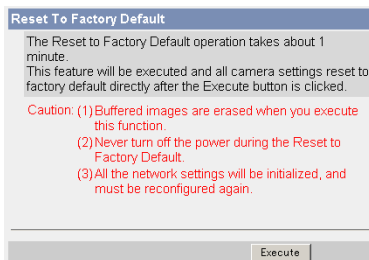 Reset To Factory Default
The Reset to Factory Default operation takes about 1
minute.
This feature will be executed and all camera settings reset to
factory default directly after the Execute button is clicked.
Caution: (1) Buffered images are erased when you execute
this function.
(2) Never turn off the power during the Reset to
Factory Default.
(3) All the network settings will be initialized, and
must be reconfigured again.
Execute